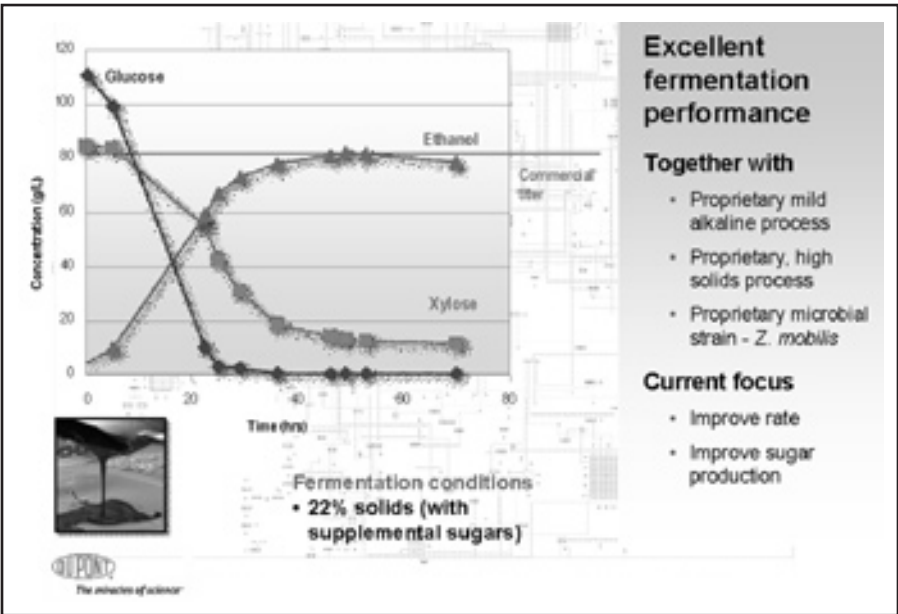 120
100
80
60
40
20
0
Concentration (g/L)
Glucose
Ethanol
Commercial
titer
Xylose
0
20
40
60
80
Time (hrs)
Fermentation conditions
• 22% solids (with
supplemental sugars)
DUPONT
The miracles of science
Excellent
fermentation
performance
Together with
• Proprietary mild
alkaline process
• Proprietary, high
solids process
• Proprietary microbial
strain - Z. mobilis
Current focus
• Improve rate
• Improve sugar
production